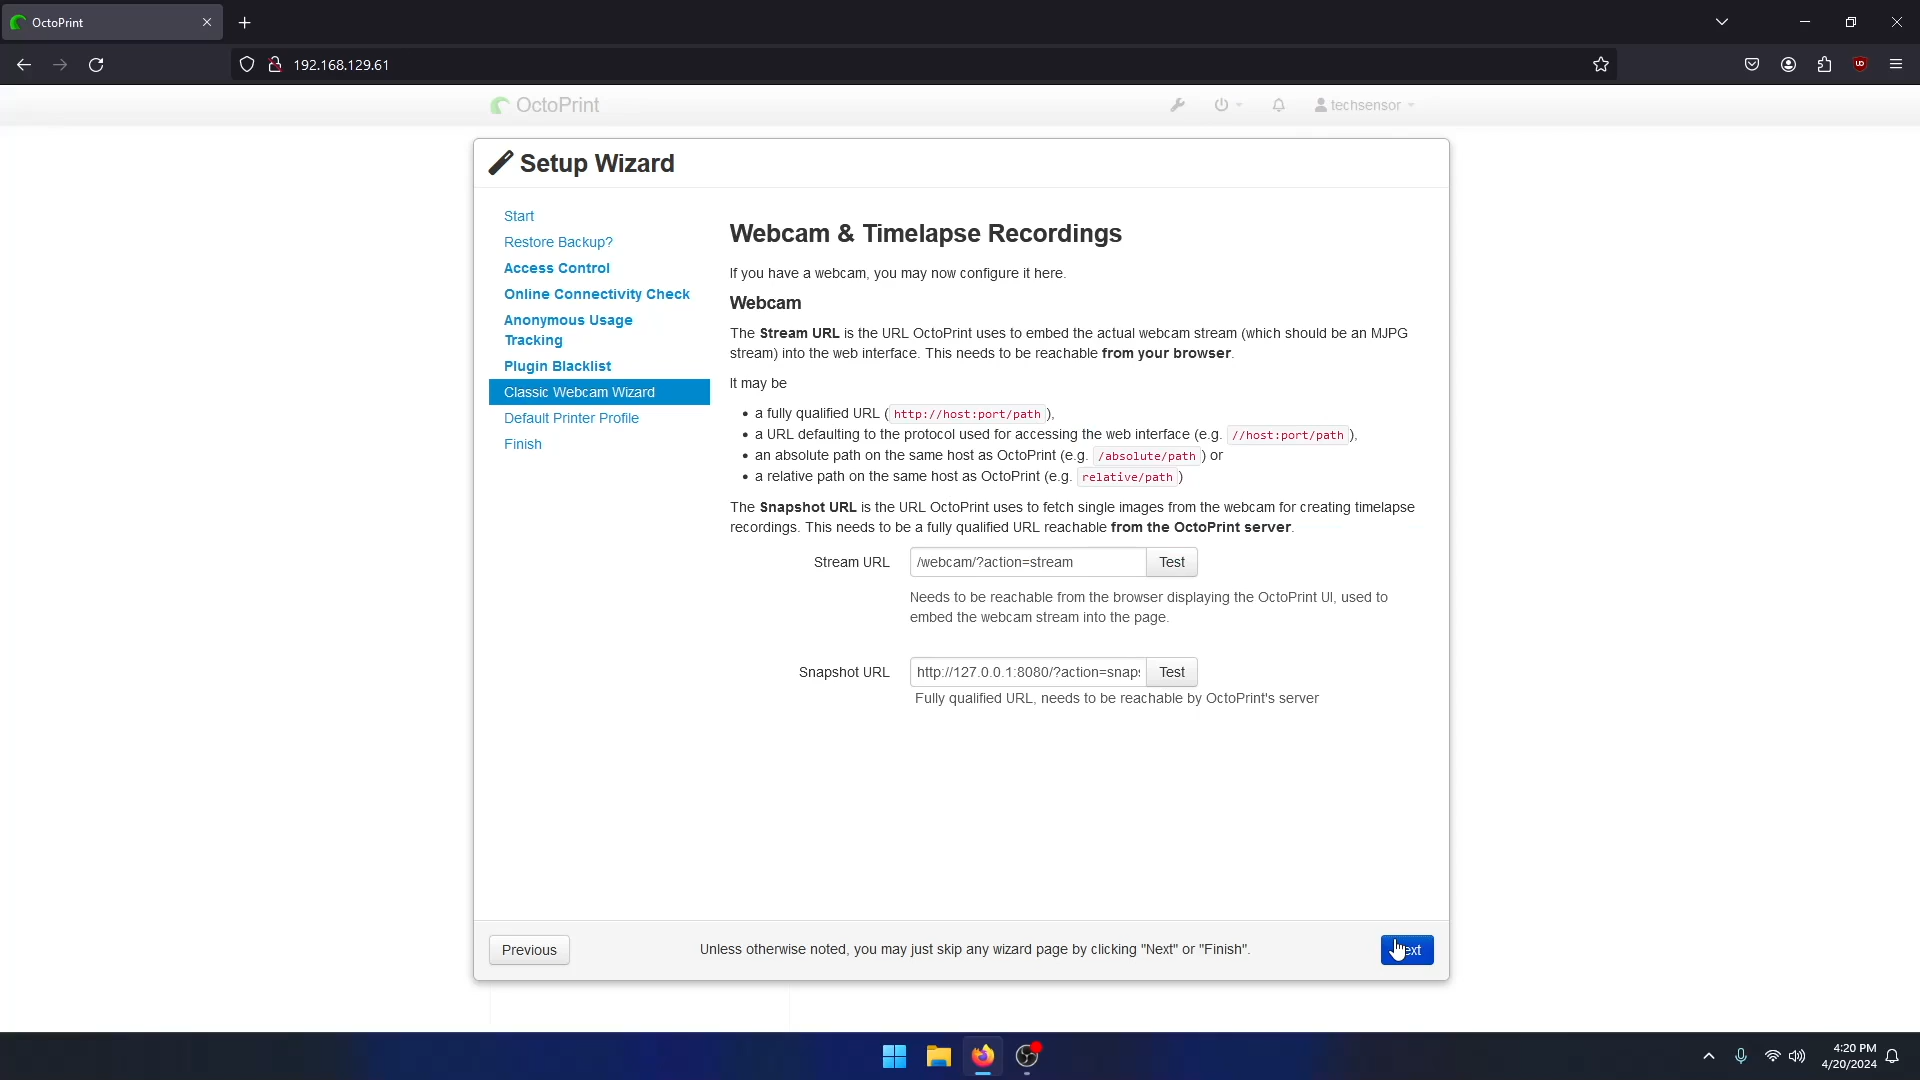 OctoPrint
192.168.129.61
OctoPrint
techsensor
Setup Wizard
Start
Restore Backup?
Access Control
Online Connectivity Check
Anonymous Usage
Tracking
Plugin Blacklist
Classic Webcam Wizard
Default Printer Profile
Finish
Webcam & Timelapse Recordings
If you have a webcam, you may now configure it here.
Webcam
The Stream URL is the URL OctoPrint uses to embed the actual webcam stream (which should be an MJPG
stream) into the web interface. This needs to be reachable from your browser.
It may be
• a fully qualified URL ( http://host:port/path ),
• a URL defaulting to the protocol used for accessing the web interface (e.g. //host:port/path ),
• an absolute path on the same host as OctoPrint (e.g. /absolute/path ) or
• a relative path on the same host as OctoPrint (e.g. relative/path )
The Snapshot URL is the URL OctoPrint uses to fetch single images from the webcam for creating timelapse
recordings. This needs to be a fully qualified URL reachable from the OctoPrint server.
Stream URL /webcam/?action=stream Test
Needs to be reachable from the browser displaying the OctoPrint UI, used to
embed the webcam stream into the page.
Snapshot URL http://127.0.0.1:8080/?action=snaps Test
Fully qualified URL, needs to be reachable by OctoPrint's server
Previous
Unless otherwise noted, you may just skip any wizard page by clicking "Next" or "Finish".
Next
4:20 PM
4/20/2024